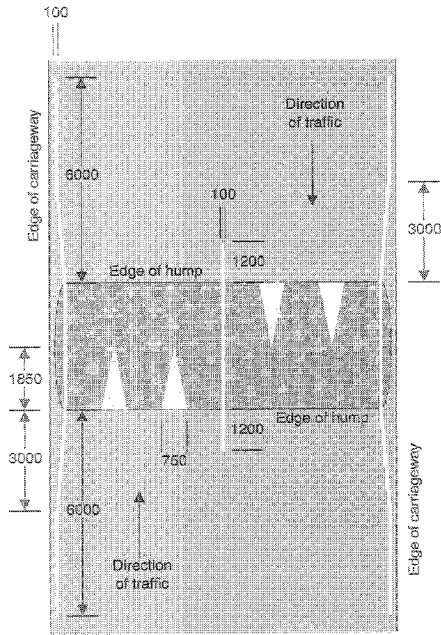 100
Edge of carriageway
6000
Direction
of traffic
100
3000
1200
Edge of hump
1850
3000
1200
Edge of hump
750
6000
Direction
of traffic
Edge of carriageway